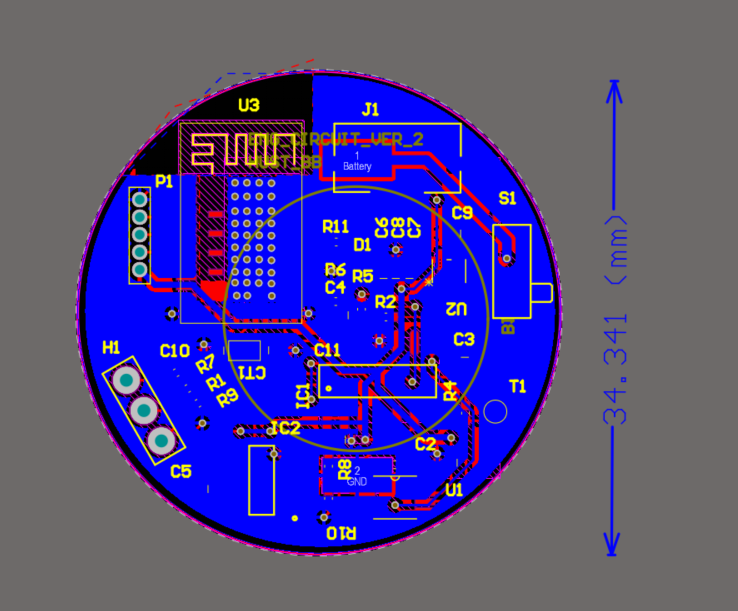 U3
J1
CIRCUIT_VER_2
1
Battery
P1
S1
C9
R11
C6
C8
C7
D1
R6
R5
C4
R2
U2
B1
C3
H1
C10
C11
CT1
R7
R1
R9
IC1
R4
T1
IC2
C2
C5
R8
2
GND
U1
R10
34.341 (mm)